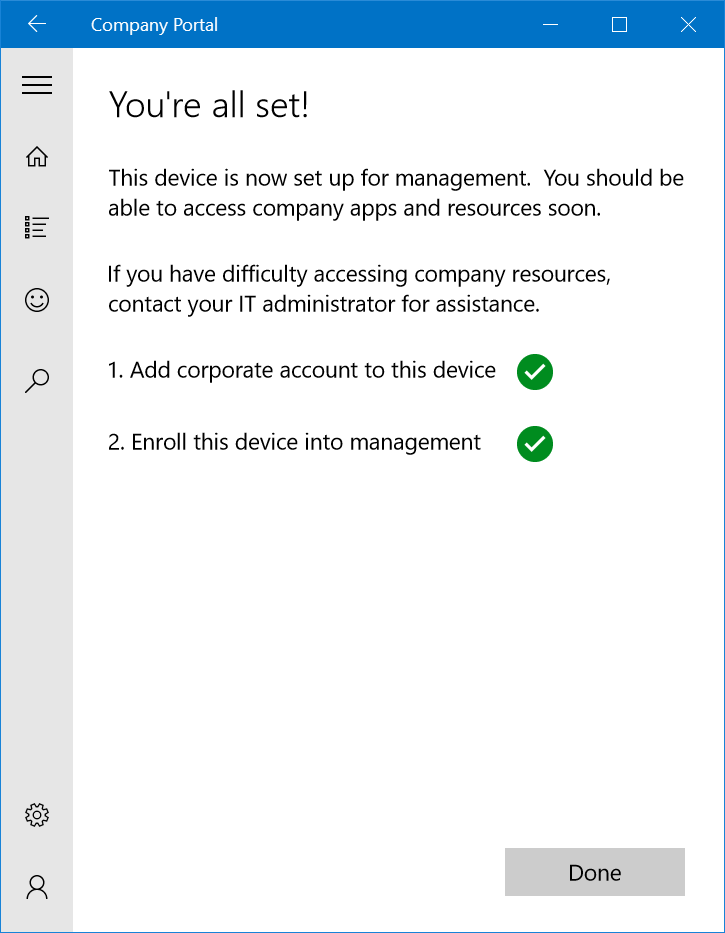 Company Portal
You're all set!
This device is now set up for management.  You should be
able to access company apps and resources soon.
If you have difficulty accessing company resources,
contact your IT administrator for assistance.
1. Add corporate account to this device
2. Enroll this device into management
Done